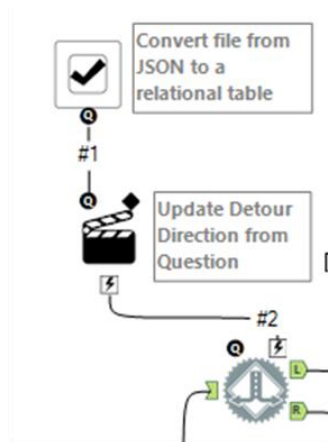 Convert file from
JSON to a
relational table
Q
#1
Q
Update Detour
Direction from
Question
#2
Q
L
R